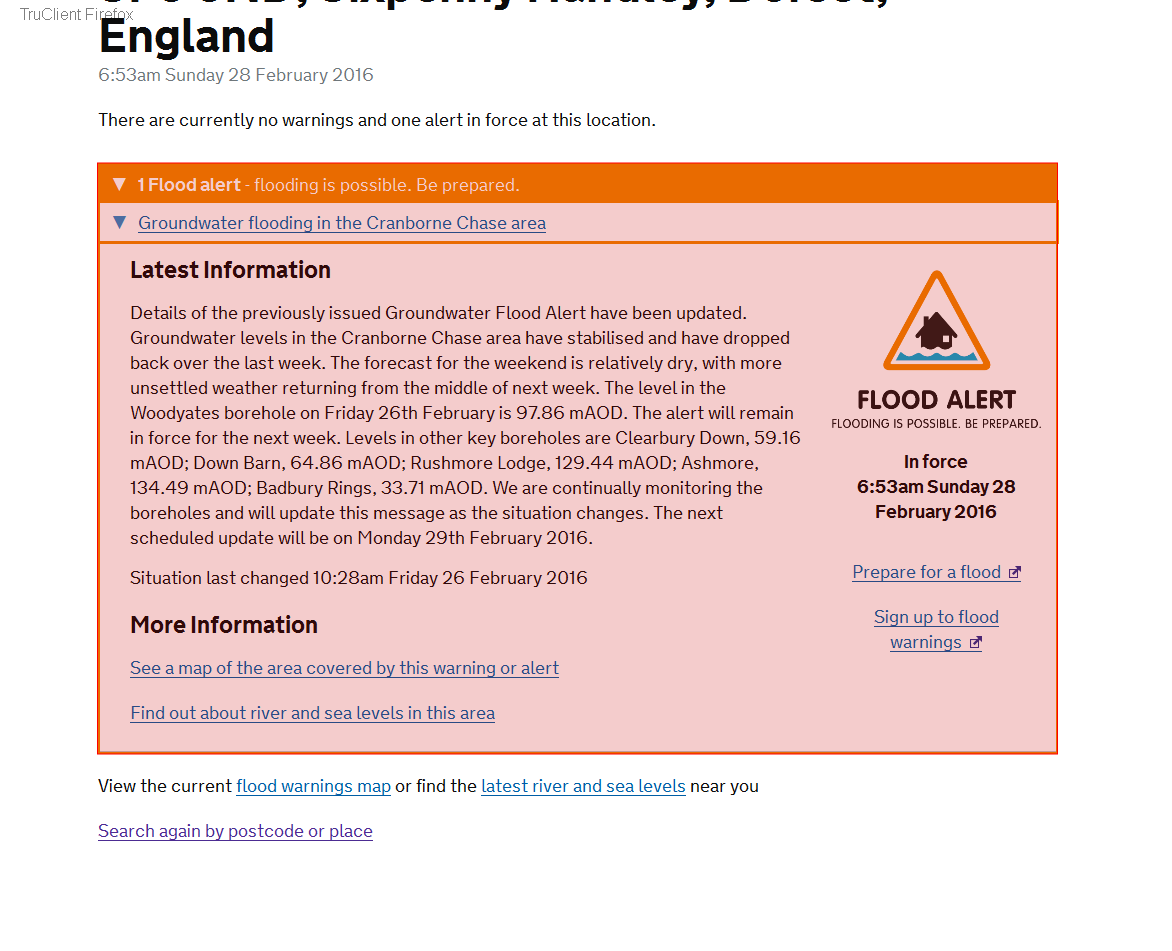 TruClient Firefox
Sixpenny Handley, Dorset,
England
6:53am Sunday 28 February 2016
There are currently no warnings and one alert in force at this location.
▼ 1 Flood alert - flooding is possible. Be prepared.
▼ Groundwater flooding in the Cranborne Chase area
Latest Information
Details of the previously issued Groundwater Flood Alert have been updated.
Groundwater levels in the Cranborne Chase area have stabilised and have dropped
back over the last week. The forecast for the weekend is relatively dry, with more
unsettled weather returning from the middle of next week. The level in the
Woodyates borehole on Friday 26th February is 97.86 mAOD. The alert will remain
in force for the next week. Levels in other key boreholes are Clearbury Down, 59.16
mAOD; Down Barn, 64.86 mAOD; Rushmore Lodge, 129.44 mAOD; Ashmore,
134.49 mAOD; Badbury Rings, 33.71 mAOD. We are continually monitoring the
boreholes and will update this message as the situation changes. The next
scheduled update will be on Monday 29th February 2016.
Situation last changed 10:28am Friday 26 February 2016
More Information
See a map of the area covered by this warning or alert
Find out about river and sea levels in this area
FLOOD ALERT
FLOODING IS POSSIBLE. BE PREPARED.
In force
6:53am Sunday 28
February 2016
Prepare for a flood
Sign up to flood
warnings
View the current flood warnings map or find the latest river and sea levels near you
Search again by postcode or place